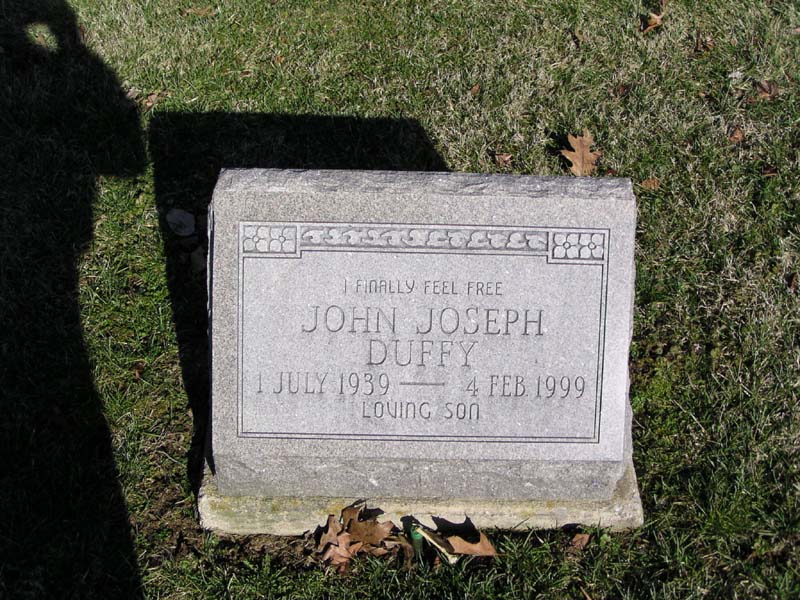 I FINALLY FEEL FREE
JOHN JOSEPH
DUFFY
1 JULY 1939 — 4 FEB 1999
LOVING SON